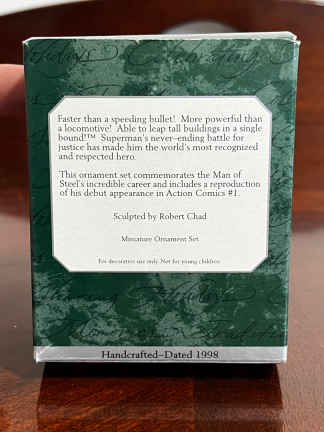 Faster than a speeding bullet! More powerful than
a locomotive! Able to leap tall buildings in a single
bound!™ Superman's never-ending battle for
justice has made him the world's most recognized
and respected hero.
This ornament set commemorates the Man of
Steel's incredible career and includes a reproduction
of his debut appearance in Action Comics #1.
Sculpted by Robert Chad
Miniature Ornament Set
For decorative use only. Not for young children.
Handcrafted–Dated 1998